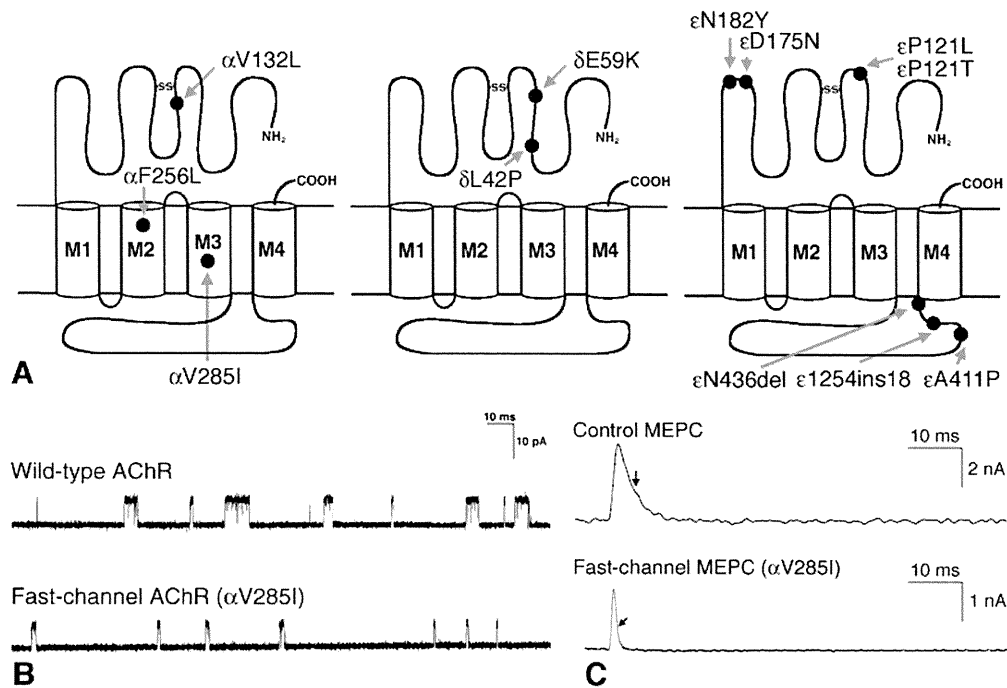 αV132L
-ss-
NH₂
αF256L
COOH
M1 M2 M3 M4
αV285I
A
δE59K
-ss-
NH₂
δL42P
COOH
M1 M2 M3 M4
εN182Y
εD175N
εP121L
εP121T
-ss-
NH₂
COOH
M1 M2 M3 M4
εN436del ε1254ins18 εA411P
10 ms
10 pA
Wild-type AChR
Fast-channel AChR (αV285I)
B
Control MEPC
10 ms
2 nA
Fast-channel MEPC (αV285I)
10 ms
1 nA
C